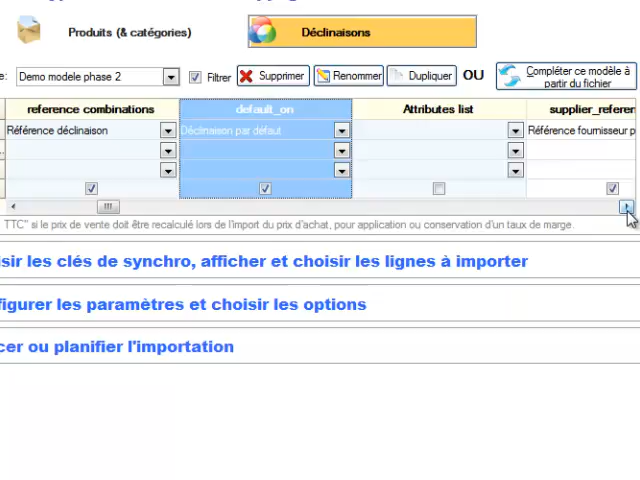 Produits (& catégories)
Déclinaisons
e:
Demo modele phase 2
Filtrer
Supprimer
Renommer
Dupliquer
OU
Compléter ce modèle à
partir du fichier
reference combinations
default_on
Attributes list
supplier_referen
Référence déclinaison
Déclinaison par défaut
Référence fournisseur p
TTC" si le prix de vente doit être recalculé lors de l'import du prix d'achat, pour application ou conservation d'un taux de marge.
isir les clés de synchro, afficher et choisir les lignes à importer
figurer les paramètres et choisir les options
cer ou planifier l'importation